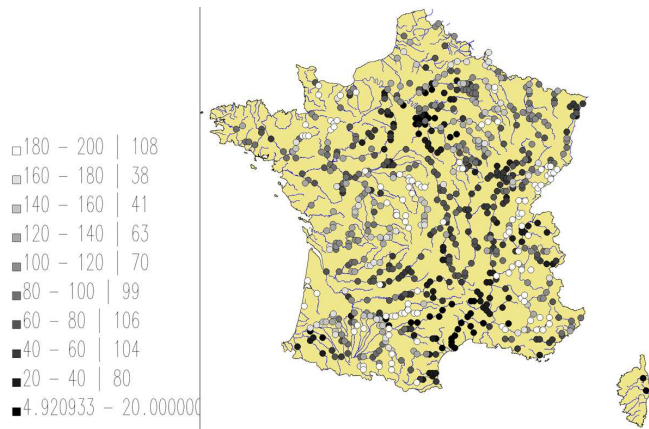 180 – 200 | 108
160 – 180 | 38
140 – 160 | 41
120 – 140 | 63
100 – 120 | 70
80 – 100 | 99
60 – 80 | 106
40 – 60 | 104
20 – 40 | 80
4.920933 – 20.000000